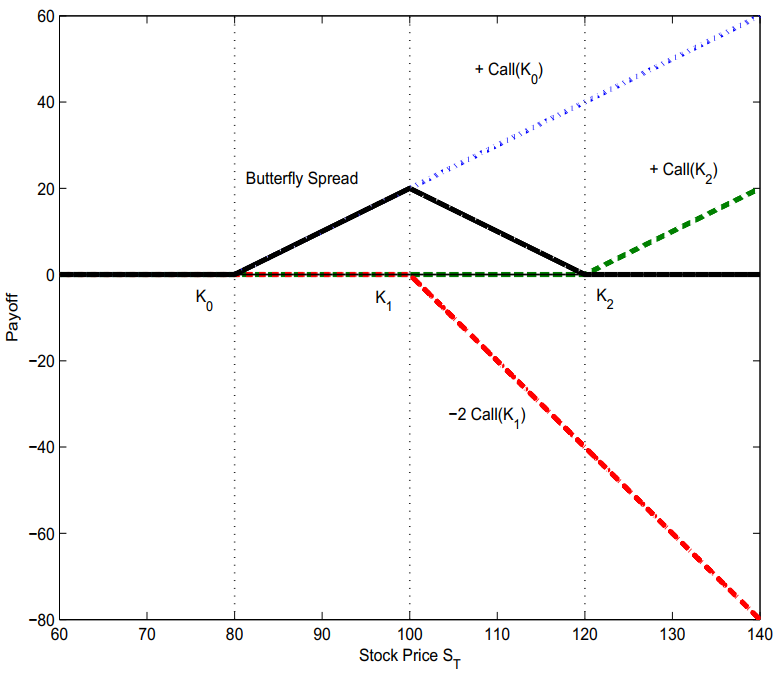 60
+ Call(K0)
40
+ Call(K2)
Butterfly Spread
20
0
K0
K1
K2
Payoff
−20
−2 Call(K1)
−40
−60
−80
60 70 80 90 100 110 120 130 140
Stock Price ST